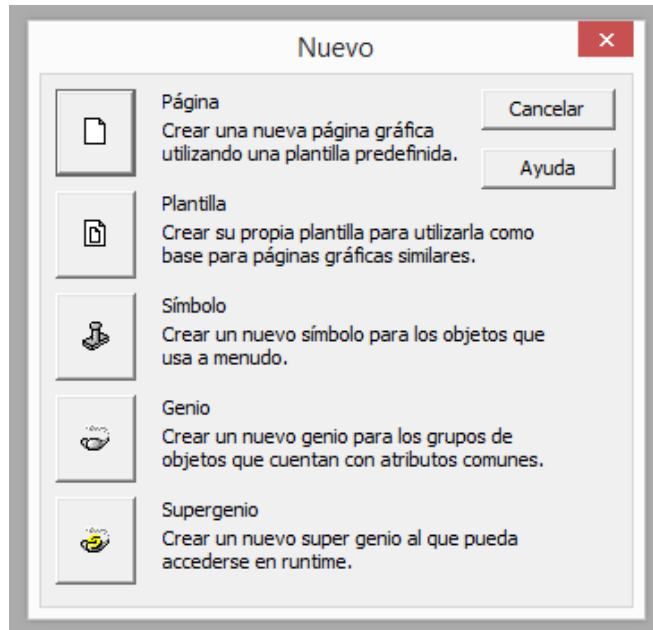 Nuevo
Página
Cancelar
Crear una nueva página gráfica
utilizando una plantilla predefinida.
Ayuda
Plantilla
Crear su propia plantilla para utilizarla como
base para páginas gráficas similares.
Símbolo
Crear un nuevo símbolo para los objetos que
usa a menudo.
Genio
Crear un nuevo genio para los grupos de
objetos que cuentan con atributos comunes.
Supergenio
Crear un nuevo super genio al que pueda
accederse en runtime.